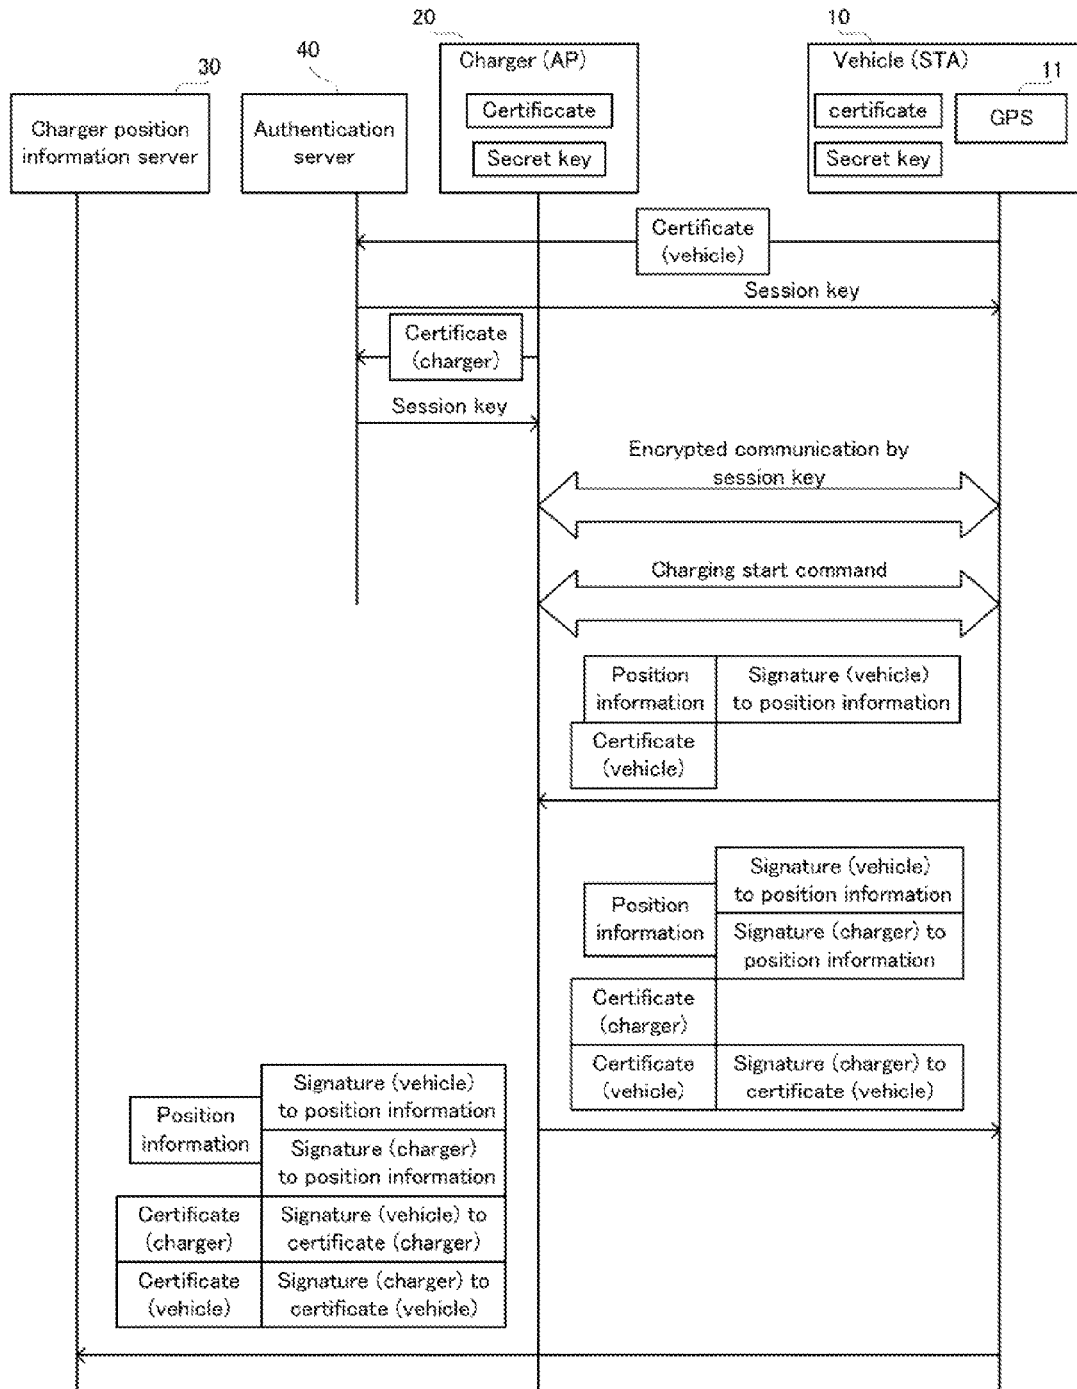 20
10
Charger (AP)
Vehicle (STA)
40
30
11
Charger position
information server
Authentication
server
Certificcate
Secret key
certificate
Secret key
GPS
Certificate
(vehicle)
Session key
Certificate
(charger)
Session key
Encrypted communication by
session key
Charging start command
Position
information
Signature (vehicle)
to position information
Certificate
(vehicle)
Signature (vehicle)
to position information
Position
information
Signature (charger) to
position information
Certificate
(charger)
Certificate
(vehicle)
Signature (charger) to
certificate (vehicle)
Signature (vehicle)
to position information
Position
information
Signature (charger)
to position information
Certificate
(charger)
Signature (vehicle) to
certificate (charger)
Certificate
(vehicle)
Signature (charger) to
certificate (vehicle)